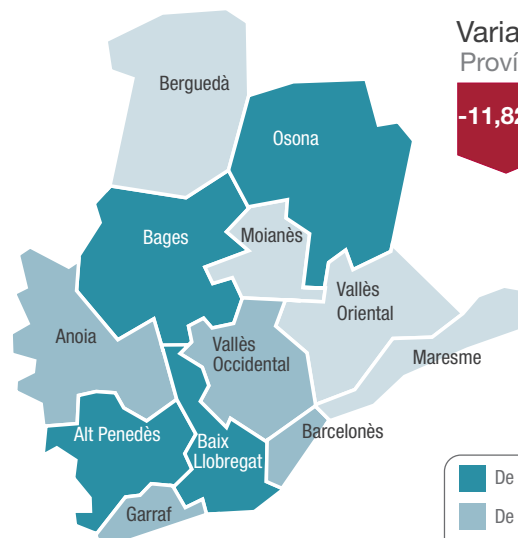 Varia
Proví
-11,82
Berguedà
Osona
Bages
Moianès
Vallès
Oriental
Anoia
Vallès
Occidental
Maresme
Alt Penedès
Baix
Llobregat
Barcelonès
Garraf
De
De